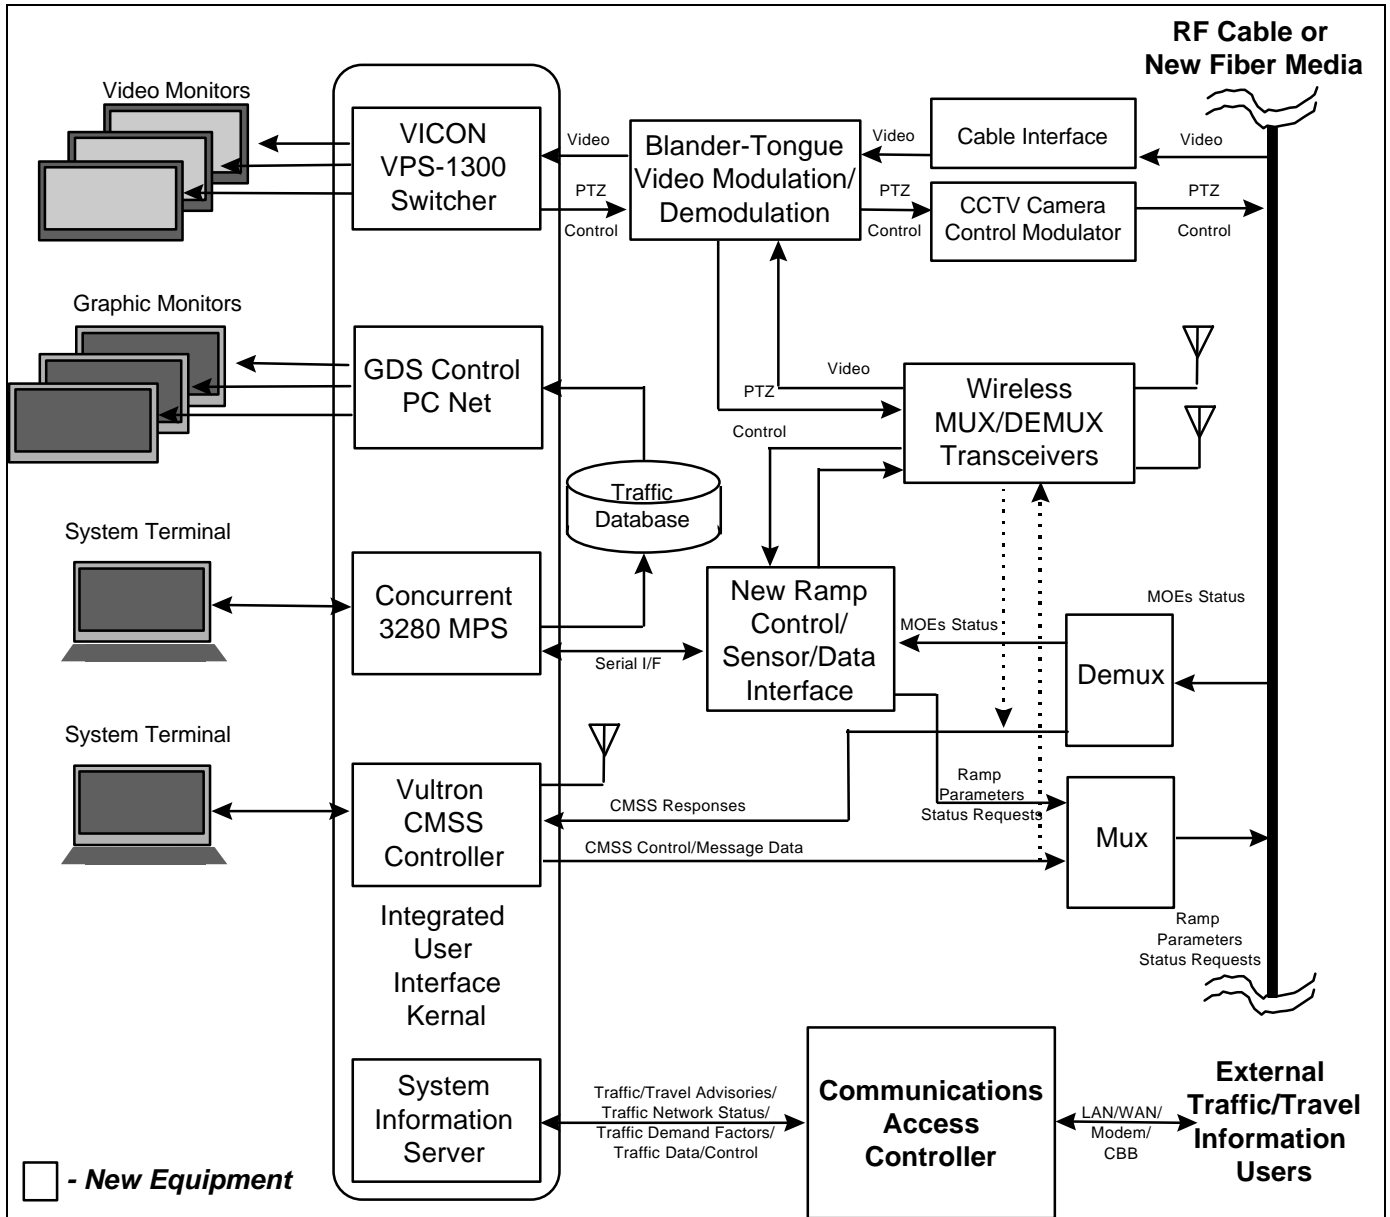 RF Cable or
New Fiber Media
Video Monitors
VICON
VPS-1300
Switcher
Video
PTZ
Control
Blander-Tongue
Video Modulation/
Demodulation
Video
PTZ
Control
Cable Interface
CCTV Camera
Control Modulator
Video
PTZ
Control
Graphic Monitors
GDS Control
PC Net
Video
PTZ
Control
Wireless
MUX/DEMUX
Transceivers
Traffic
Database
System Terminal
Concurrent
3280 MPS
Serial I/F
New Ramp
Control/
Sensor/Data
Interface
MOEs Status
MOEs Status
Demux
System Terminal
Vultron
CMSS
Controller
CMSS Responses
CMSS Control/Message Data
Ramp
Parameters
Status Requests
Mux
Ramp
Parameters
Status Requests
Integrated
User
Interface
Kernal
System
Information
Server
Traffic/Travel Advisories/
Traffic Network Status/
Traffic Demand Factors/
Traffic Data/Control
Communications
Access
Controller
LAN/WAN/
Modem/
CBB
External
Traffic/Travel
Information
Users
- New Equipment